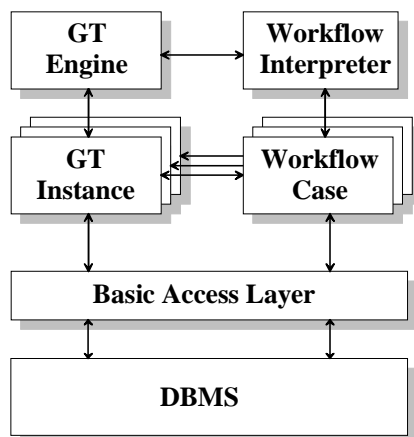 GT
Engine
Workflow
Interpreter
GT
Instance
Workflow
Case
Basic Access Layer
DBMS